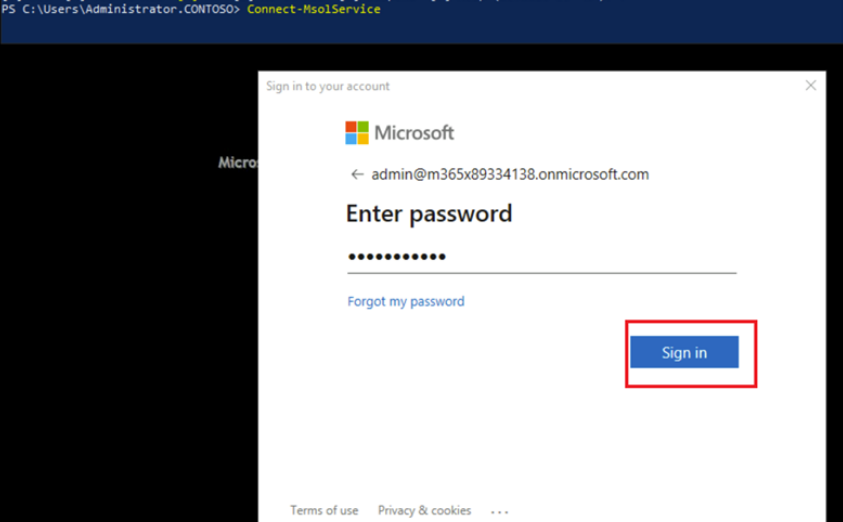 PS C:\Users\Administrator.CONTOSO> Connect-MsolService
Sign in to your account
Microsoft
← admin@m365x89334138.onmicrosoft.com
Enter password
•••••••••••
Forgot my password
Sign in
Terms of use Privacy & cookies ...